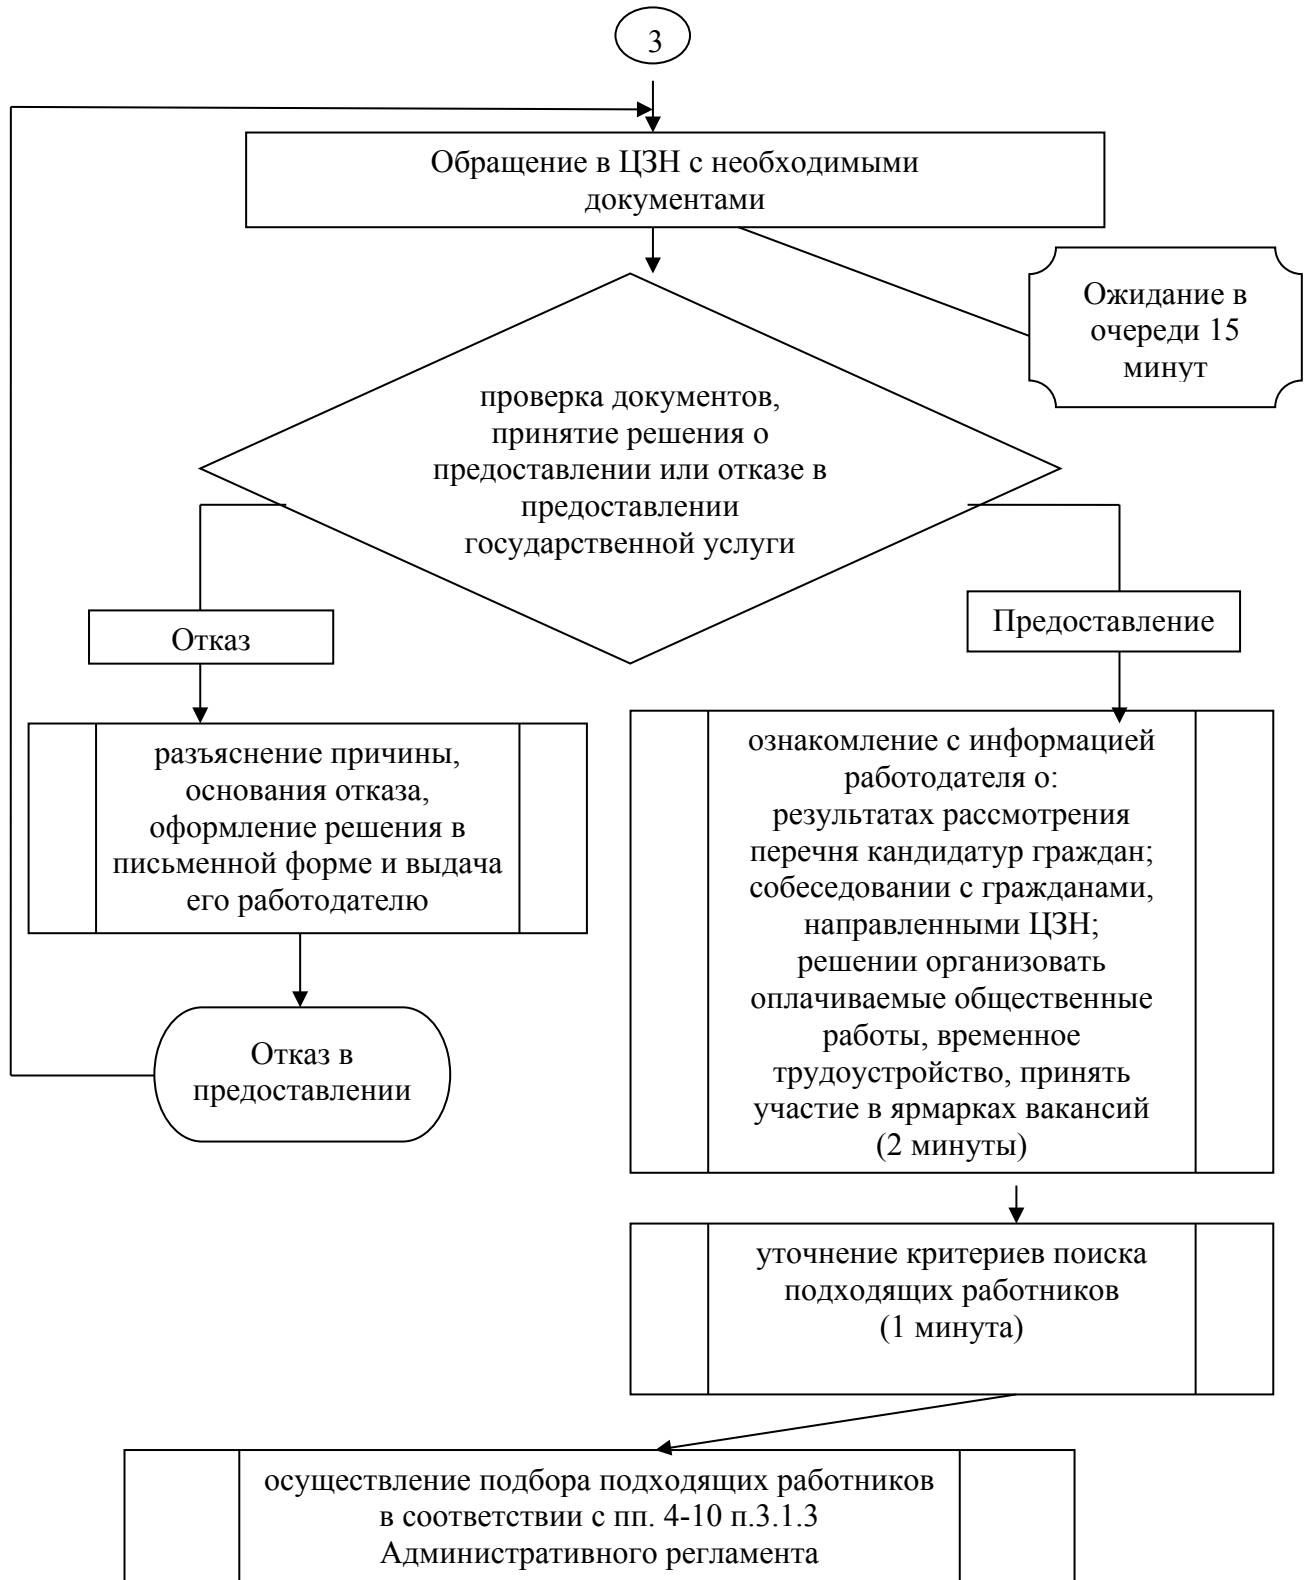 3
Обращение в ЦЗН с необходимыми
документами
Ожидание в
очереди 15
минут
проверка документов,
принятие решения о
предоставлении или отказе в
предоставлении
государственной услуги
Отказ
Предоставление
разъяснение причины,
основания отказа,
оформление решения в
письменной форме и выдача
его работодателю
ознакомление с информацией
работодателя о:
результатах рассмотрения
перечня кандидатур граждан;
собеседовании с гражданами,
направленными ЦЗН;
решении организовать
оплачиваемые общественные
работы, временное
трудоустройство, принять
участие в ярмарках вакансий
(2 минуты)
Отказ в
предоставлении
уточнение критериев поиска
подходящих работников
(1 минута)
осуществление подбора подходящих работников
в соответствии с пп. 4-10 п.3.1.3
Административного регламента